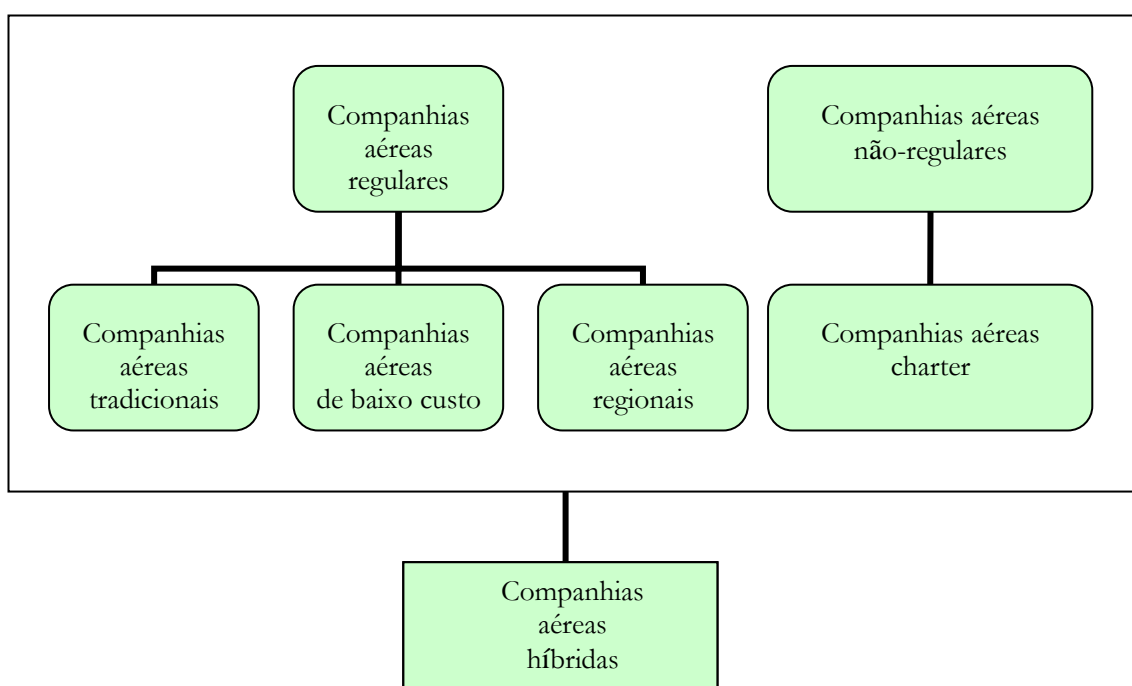 Companhias
aéreas
regulares
Companhias aéreas
não-regulares
Companhias
aéreas
tradicionais
Companhias
aéreas
de baixo custo
Companhias
aéreas
regionais
Companhias aéreas
charter
Companhias
aéreas
híbridas